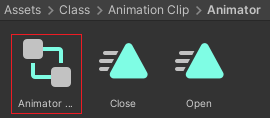 Assets > Class > Animation Clip > Animator
Animator ...
Close
Open